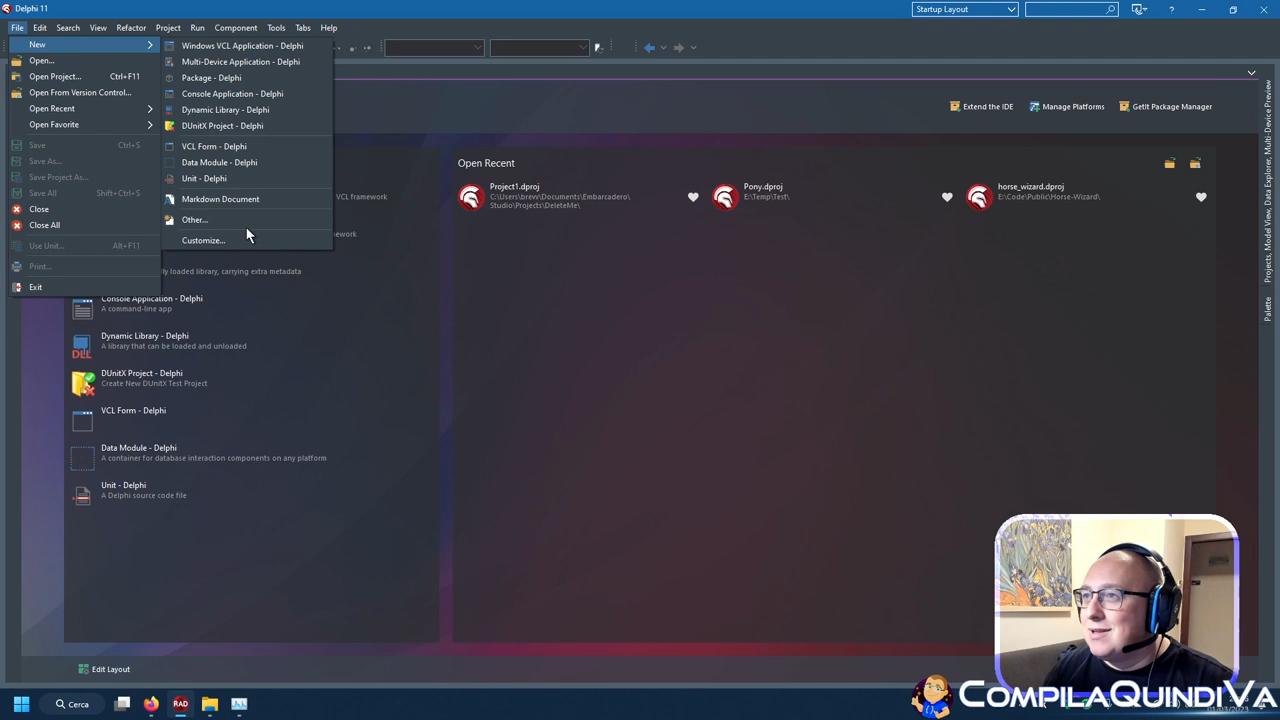 Delphi 11
Startup Layout
File Edit Search View Refactor Project Run Component Tools Tabs Help
New
Open...
Open Project... Ctrl+F11
Open From Version Control...
Open Recent
Open Favorite
Save Ctrl+S
Save As...
Save Project As...
Save All Shift+Ctrl+S
Close
Close All
Use Unit... Alt+F11
Print...
Exit
Windows VCL Application - Delphi
Multi-Device Application - Delphi
Package - Delphi
Console Application - Delphi
Dynamic Library - Delphi
DUnitX Project - Delphi
VCL Form - Delphi
Data Module - Delphi
Unit - Delphi
Markdown Document
Other...
Customize...
Extend the IDE Manage Platforms GetIt Package Manager
VCL framework
loaded library, carrying extra metadata
Console Application - Delphi
A command-line app
Dynamic Library - Delphi
A library that can be loaded and unloaded
DLL
DUnitX Project - Delphi
Create New DUnitX Test Project
VCL Form - Delphi
Data Module - Delphi
A container for database interaction components on any platform
Unit - Delphi
A Delphi source code file
Open Recent
Project1.dproj
C:\Users\brew\Documents\Embarcadero\
Studio\Projects\DeleteMe\
Pony.dproj
E:\Temp\Test\
horse_wizard.dproj
E:\Code\Public\Horse-Wizard\
Projects, Model View, Data Explorer, Multi-Device Preview
Palette
Edit Layout
Cerca
RAD
COMPILAQUINDIVA